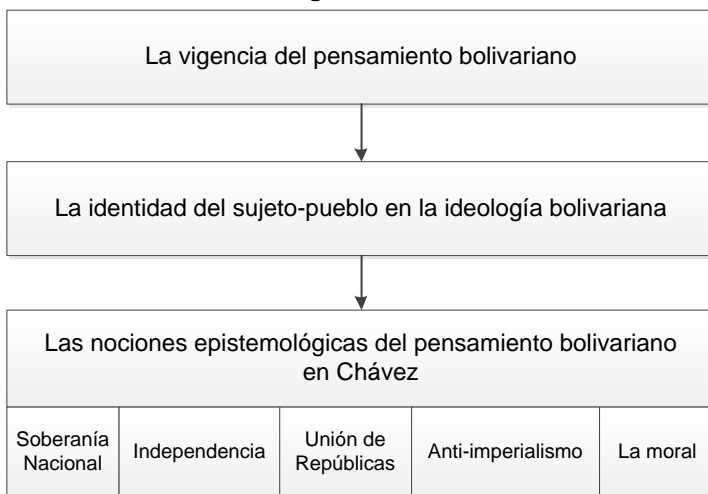 La vigencia del pensamiento bolivariano
La identidad del sujeto-pueblo en la ideología bolivariana
Las nociones epistemológicas del pensamiento bolivariano
en Chávez
Soberanía
Nacional
Independencia
Unión de
Repúblicas
Anti-imperialismo
La moral